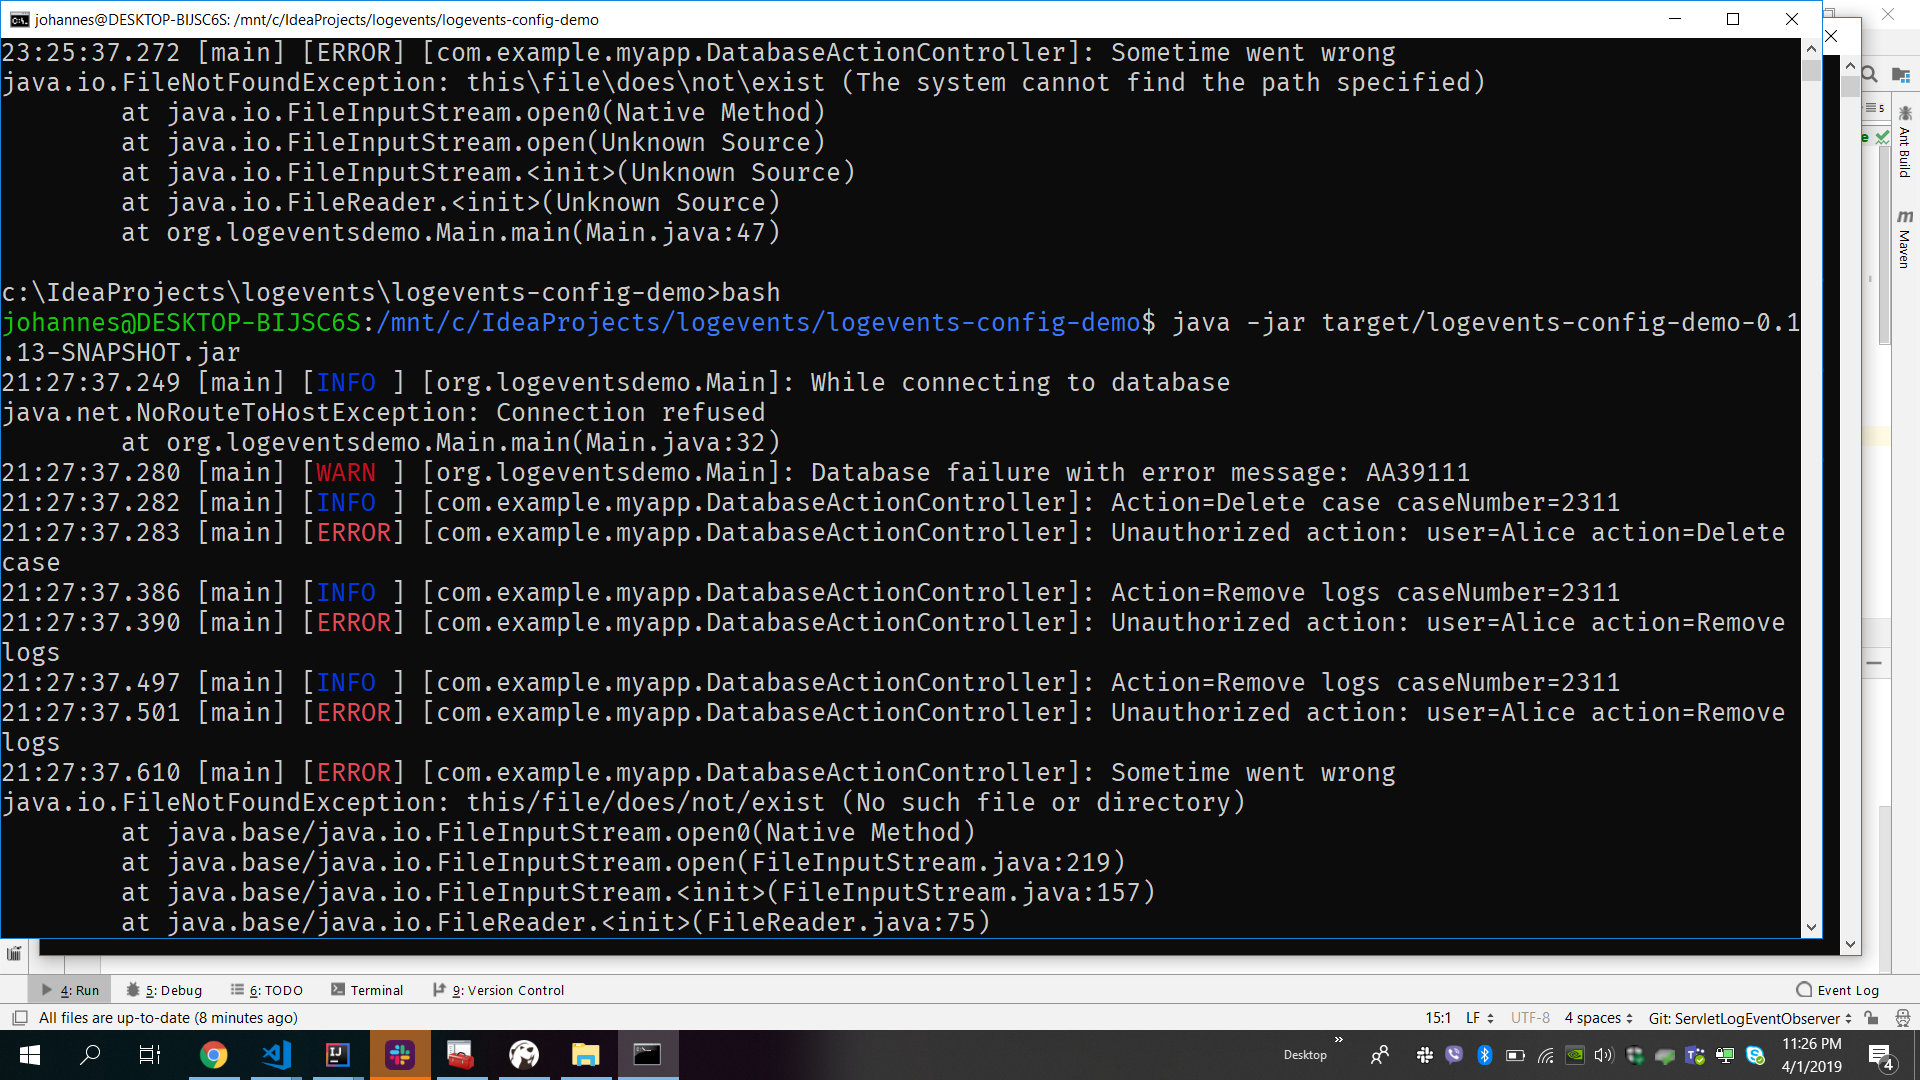 johannes@DESKTOP-BIJSC6S: /mnt/c/IdeaProjects/logevents/logevents-config-demo
23:25:37.272 [main] [ERROR] [com.example.myapp.DatabaseActionController]: Sometime went wrong
java.io.FileNotFoundException: this\file\does\not\exist (The system cannot find the path specified)
        at java.io.FileInputStream.open0(Native Method)
        at java.io.FileInputStream.open(Unknown Source)
        at java.io.FileInputStream.<init>(Unknown Source)
        at java.io.FileReader.<init>(Unknown Source)
        at org.logeventsdemo.Main.main(Main.java:47)
c:\IdeaProjects\logevents\logevents-config-demo>bash
johannes@DESKTOP-BIJSC6S:/mnt/c/IdeaProjects/logevents/logevents-config-demo$ java -jar target/logevents-config-demo-0.1
.13-SNAPSHOT.jar
21:27:37.249 [main] [INFO ] [org.logeventsdemo.Main]: While connecting to database
java.net.NoRouteToHostException: Connection refused
        at org.logeventsdemo.Main.main(Main.java:32)
21:27:37.280 [main] [WARN ] [org.logeventsdemo.Main]: Database failure with error message: AA39111
21:27:37.282 [main] [INFO ] [com.example.myapp.DatabaseActionController]: Action=Delete case caseNumber=2311
21:27:37.283 [main] [ERROR] [com.example.myapp.DatabaseActionController]: Unauthorized action: user=Alice action=Delete
case
21:27:37.386 [main] [INFO ] [com.example.myapp.DatabaseActionController]: Action=Remove logs caseNumber=2311
21:27:37.390 [main] [ERROR] [com.example.myapp.DatabaseActionController]: Unauthorized action: user=Alice action=Remove
logs
21:27:37.497 [main] [INFO ] [com.example.myapp.DatabaseActionController]: Action=Remove logs caseNumber=2311
21:27:37.501 [main] [ERROR] [com.example.myapp.DatabaseActionController]: Unauthorized action: user=Alice action=Remove
logs
21:27:37.610 [main] [ERROR] [com.example.myapp.DatabaseActionController]: Sometime went wrong
java.io.FileNotFoundException: this/file/does/not/exist (No such file or directory)
        at java.base/java.io.FileInputStream.open0(Native Method)
        at java.base/java.io.FileInputStream.open(FileInputStream.java:219)
        at java.base/java.io.FileInputStream.<init>(FileInputStream.java:157)
        at java.base/java.io.FileReader.<init>(FileReader.java:75)
5
e
Ant Build
m Maven
4: Run 5: Debug 6: TODO Terminal 9: Version Control Event Log
All files are up-to-date (8 minutes ago) 15:1 LF UTF-8 4 spaces Git: ServletLogEventObserver
Desktop
11:26 PM
4/1/2019
4